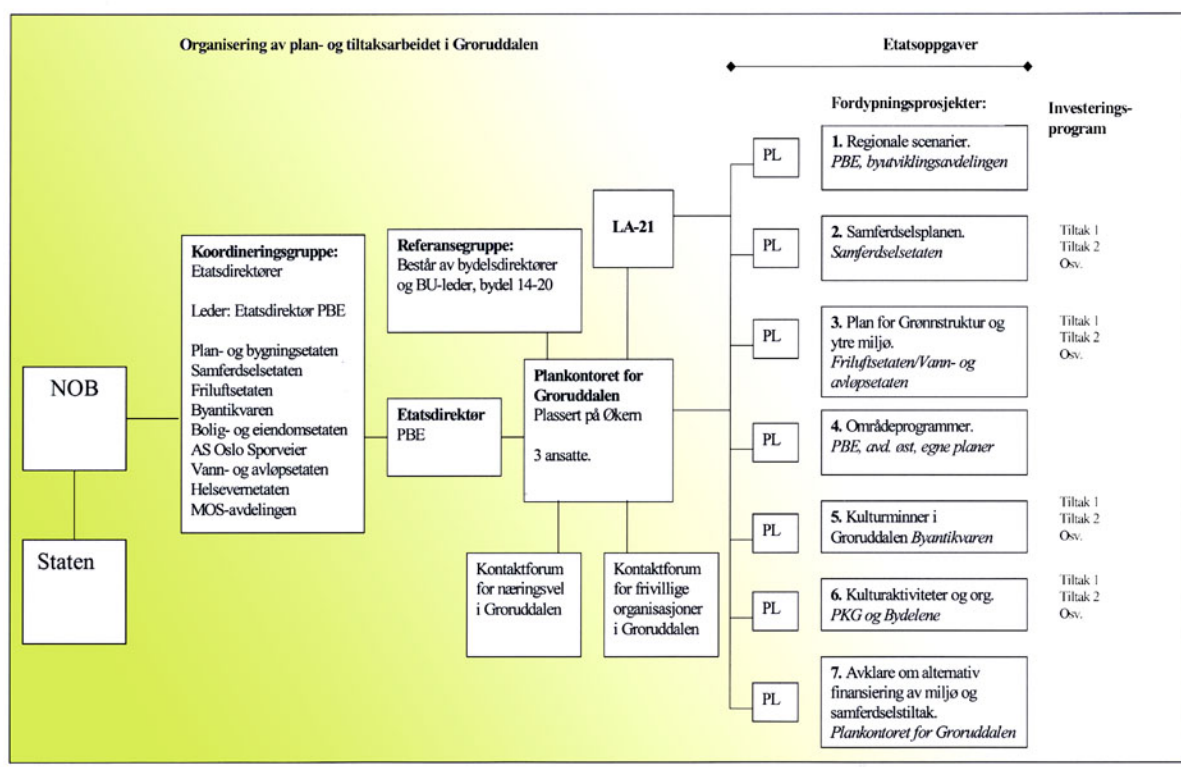 Organisering av plan- og tiltaksarbeidet i Groruddalen
Etatsoppgaver
Fordypningsprosjekter:
Investerings-
program
NOB
Staten
Koordineringsgruppe:
Etatsdirektører
Leder: Etatsdirektør PBE
Plan- og bygningsetaten
Samferdselsetaten
Friluftsetaten
Byantikvaren
Bolig- og eiendomsetaten
AS Oslo Sporveier
Vann- og avløpsetaten
Helsevernetaten
MOS-avdelingen
Referansegruppe:
Består av bydelsdirektører
og BU-leder, bydel 14-20
Etatsdirektør
PBE
LA-21
Plankontoret for
Groruddalen
Plassert på Økern
3 ansatte.
Kontaktforum
for næringsvel
i Groruddalen
Kontaktforum
for frivillige
organisasjoner
i Groruddalen
PL
1. Regionale scenarier.
PBE, byutviklingsavdelingen
PL
2. Samferdselsplanen.
Samferdselsetaten
Tiltak 1
Tiltak 2
Osv.
PL
3. Plan for Grønnstruktur og
ytre miljø.
Friluftsetaten/Vann- og
avløpsetaten
Tiltak 1
Tiltak 2
Osv.
PL
4. Områdeprogrammer.
PBE, avd. øst, egne planer
PL
5. Kulturminner i
Groruddalen Byantikvaren
Tiltak 1
Tiltak 2
Osv.
PL
6. Kulturaktiviteter og org.
PKG og Bydelene
Tiltak 1
Tiltak 2
Osv.
PL
7. Avklare om alternativ
finansiering av miljø og
samferdselstiltak.
Plankontoret for Groruddalen